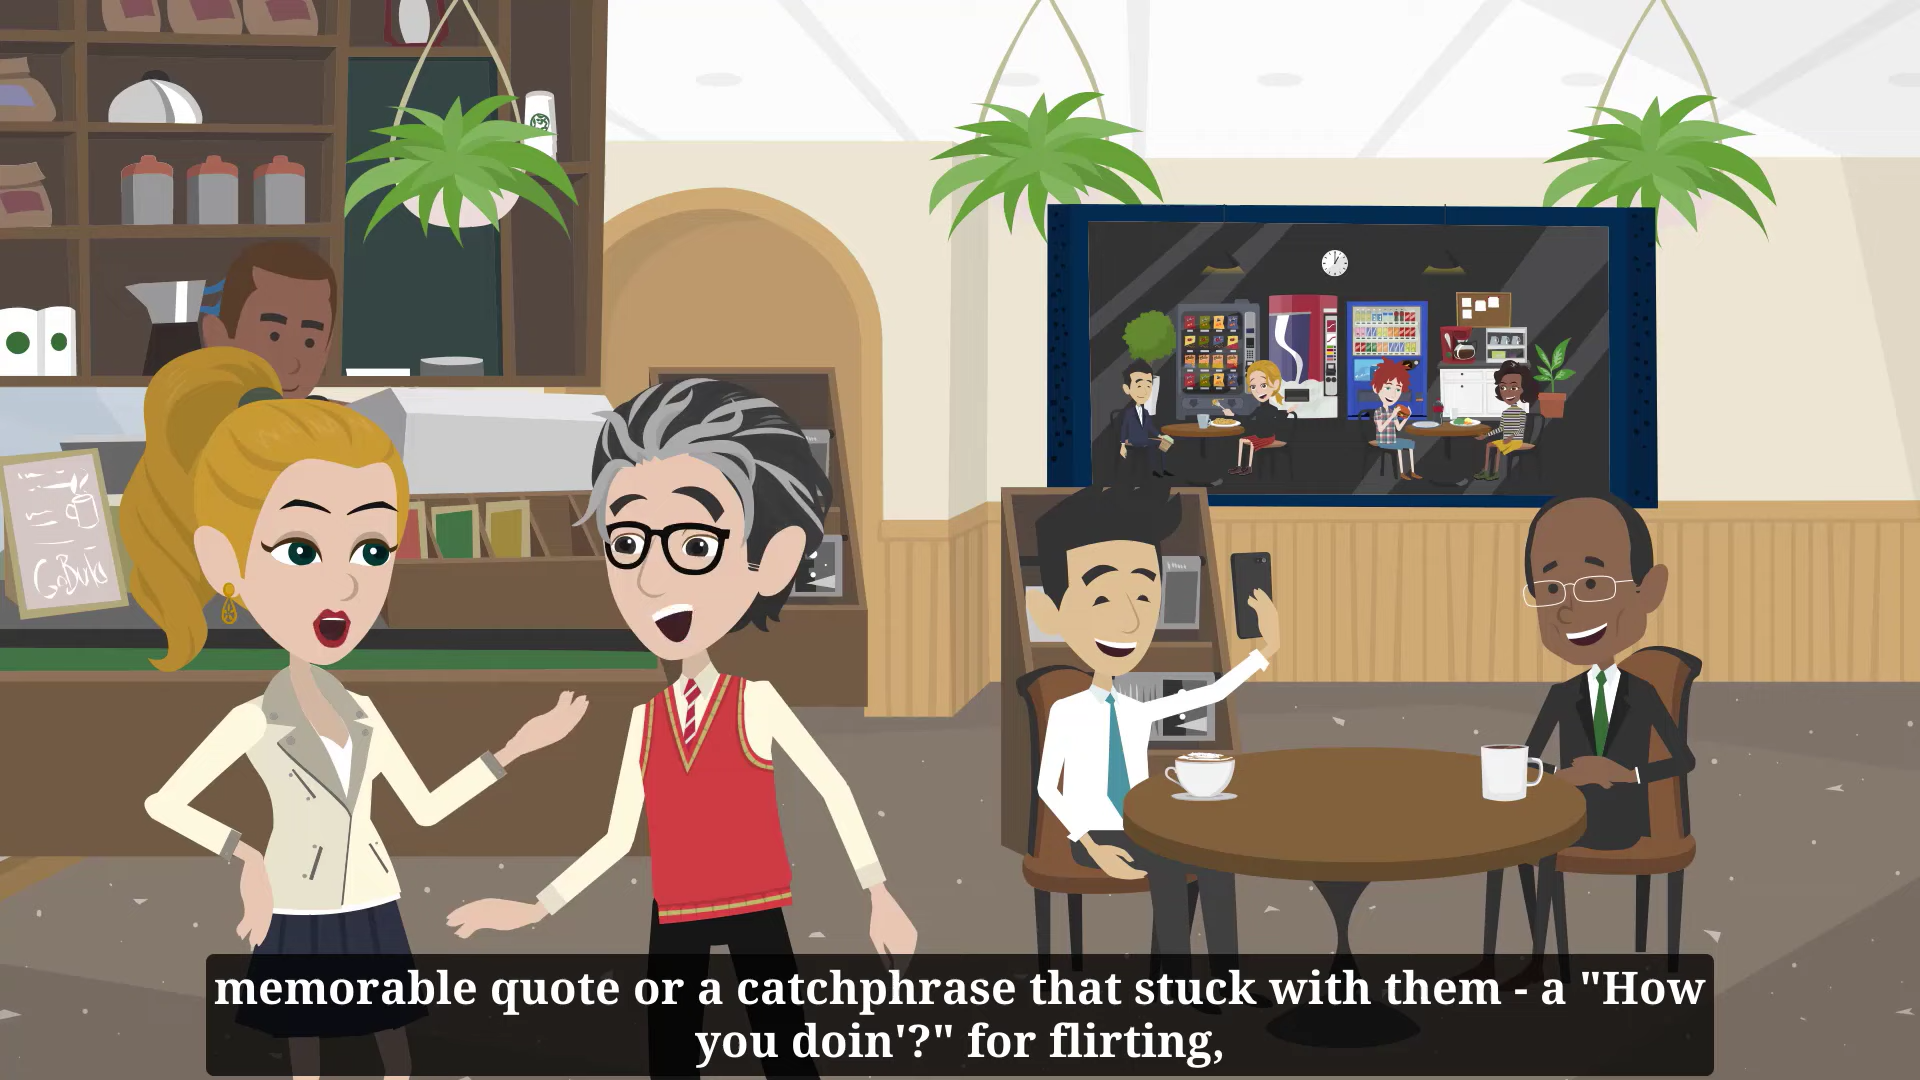 memorable quote or a catchphrase that stuck with them - a "How
you doin'?" for flirting,